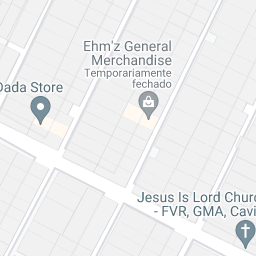 Ehm'z General
Merchandise
Temporariamente
fechado
Dada Store
Jesus Is Lord Churc
- FVR, GMA, Cavi